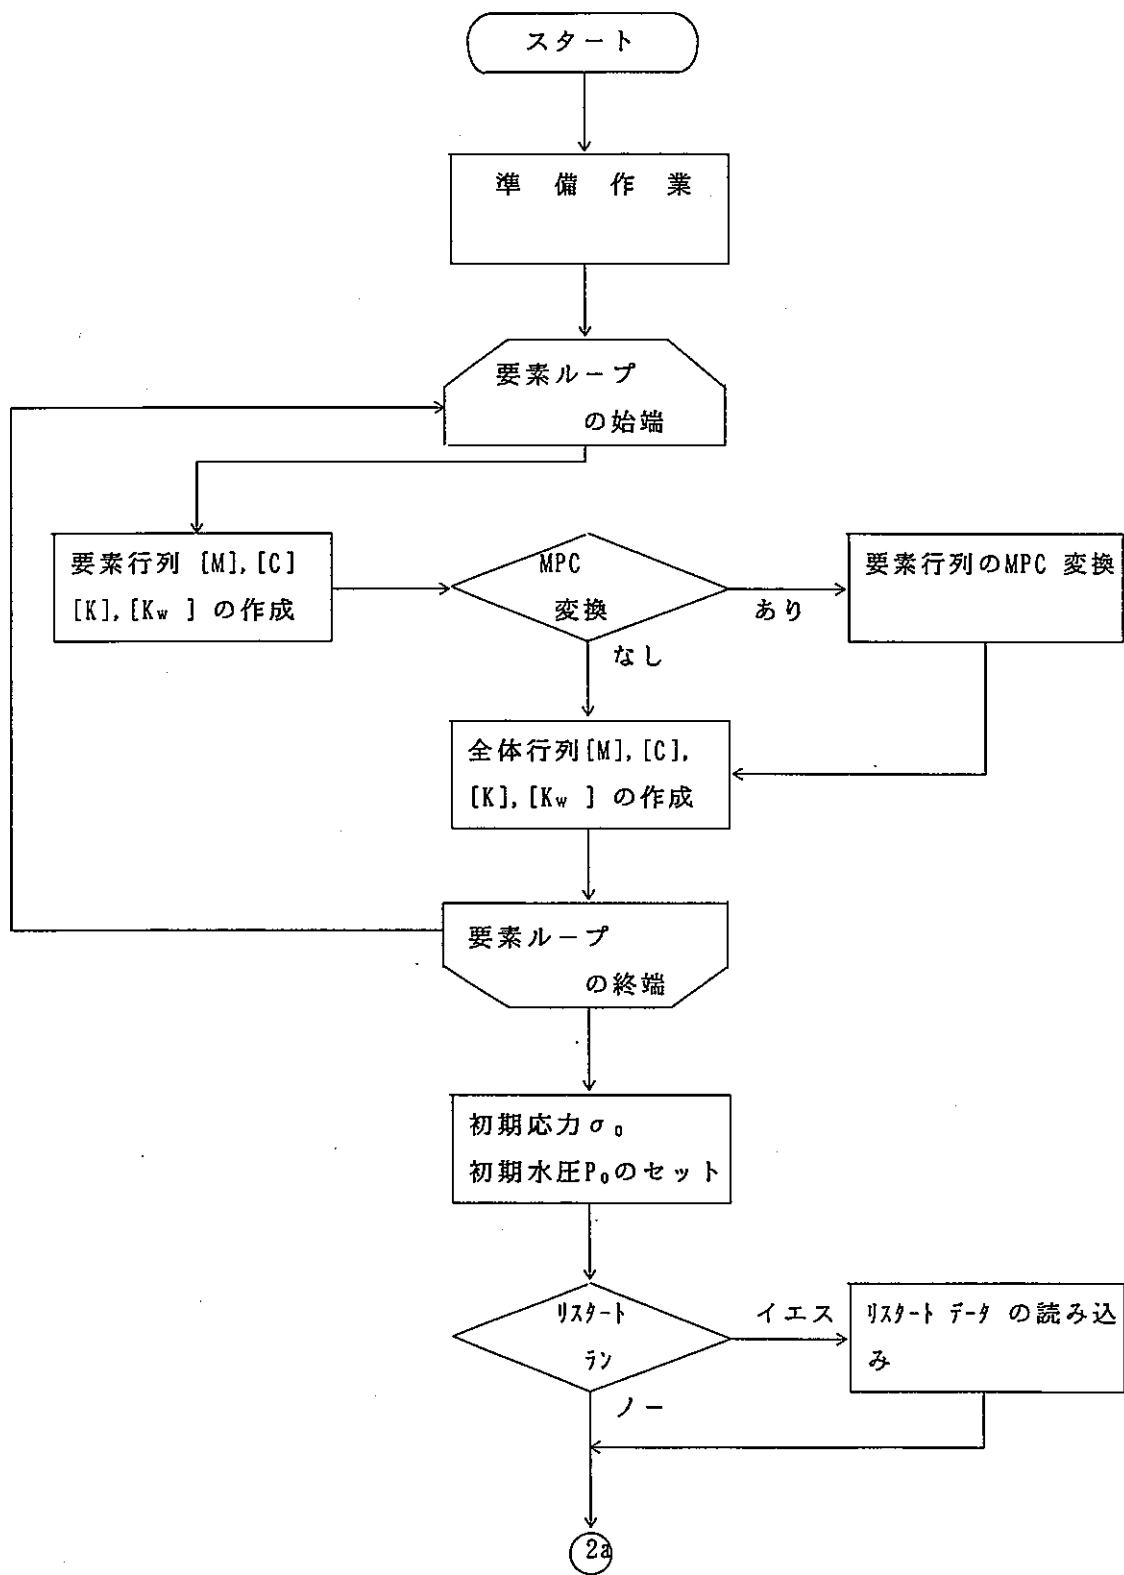 スタート
準備作業
要素ループ
の始端
要素行列 [M],[C]
[K],[Kw ] の作成
MPC
変換
あり
要素行列のMPC 変換
なし
全体行列[M],[C],
[K],[Kw ] の作成
要素ループ
の終端
初期応力σ₀
初期水圧P₀のセット
ﾘｽﾀｰﾄ
ﾗﾝ
イエス
ﾘｽﾀｰﾄ ﾃﾞｰﾀ の読み込
み
ノー
2a